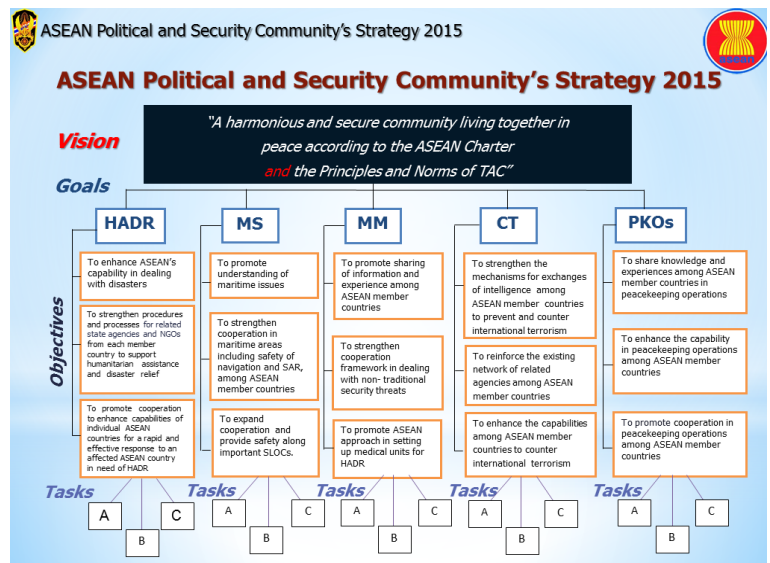 ASEAN Political and Security Community's Strategy 2015
asean
ASEAN Political and Security Community's Strategy 2015
Vision
"A harmonious and secure community living together in
peace according to the ASEAN Charter
and the Principles and Norms of TAC"
Goals
HADR
MS
MM
CT
PKOs
Objectives
To enhance ASEAN's
capability in dealing
with disasters
To strengthen procedures
and processes for related
state agencies and NGOs
from each member
country to support
humanitarian assistance
and disaster relief
To promote cooperation
to enhance capabilities of
individual ASEAN
countries for a rapid and
effective response to an
affected ASEAN country
in need of HADR
To promote
understanding of
maritime issues
To strengthen
cooperation in
maritime areas
including safety of
navigation and SAR,
among ASEAN
member countries
To expand
cooperation and
provide safety along
important SLOCs.
To promote sharing
of information and
experience among
ASEAN member
countries
To strengthen
cooperation
framework in dealing
with non- traditional
security threats
To promote ASEAN
approach in setting
up medical units for
HADR
To strengthen the
mechanisms for exchanges
of intelligence among
ASEAN member countries
to prevent and counter
international terrorism
To reinforce the existing
network of related
agencies among ASEAN
member countries
To enhance the capabilities
among ASEAN member
countries to counter
international terrorism
To share knowledge and
experiences among ASEAN
member countries in
peacekeeping operations
To enhance the capability
in peacekeeping operations
among ASEAN member
countries
To promote cooperation in
peacekeeping operations
among ASEAN member
countries
Tasks
A
B
C
Tasks
A
B
C
Tasks
A
B
C
Tasks
A
B
C
Tasks
A
B
C